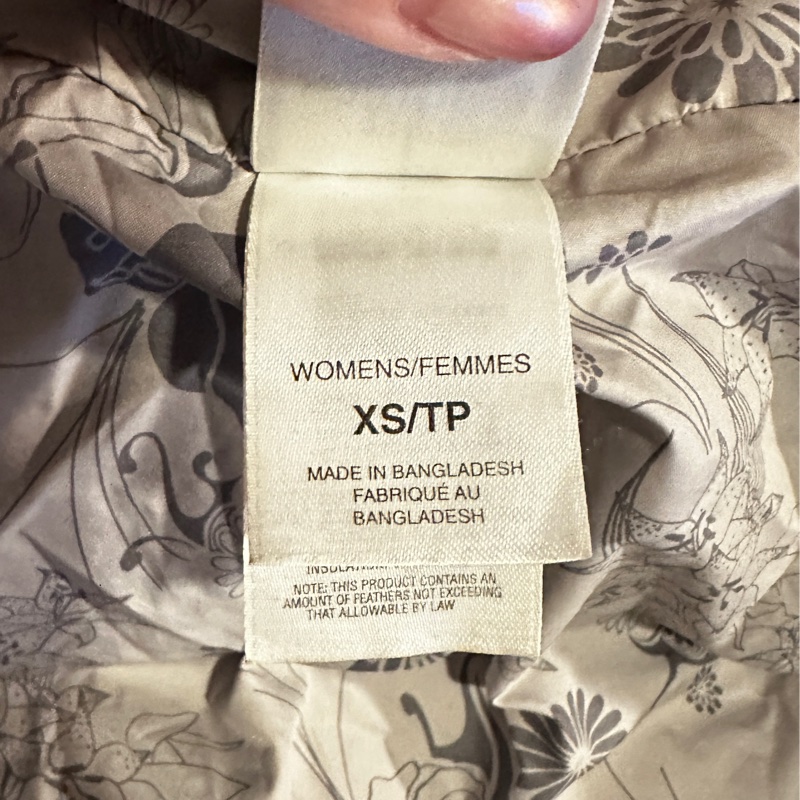 WOMENS/FEMMES
XS/TP
MADE IN BANGLADESH
FABRIQUÉ AU
BANGLADESH
NOTE: THIS PRODUCT CONTAINS AN
AMOUNT OF FEATHERS NOT EXCEEDING
THAT ALLOWABLE BY LAW